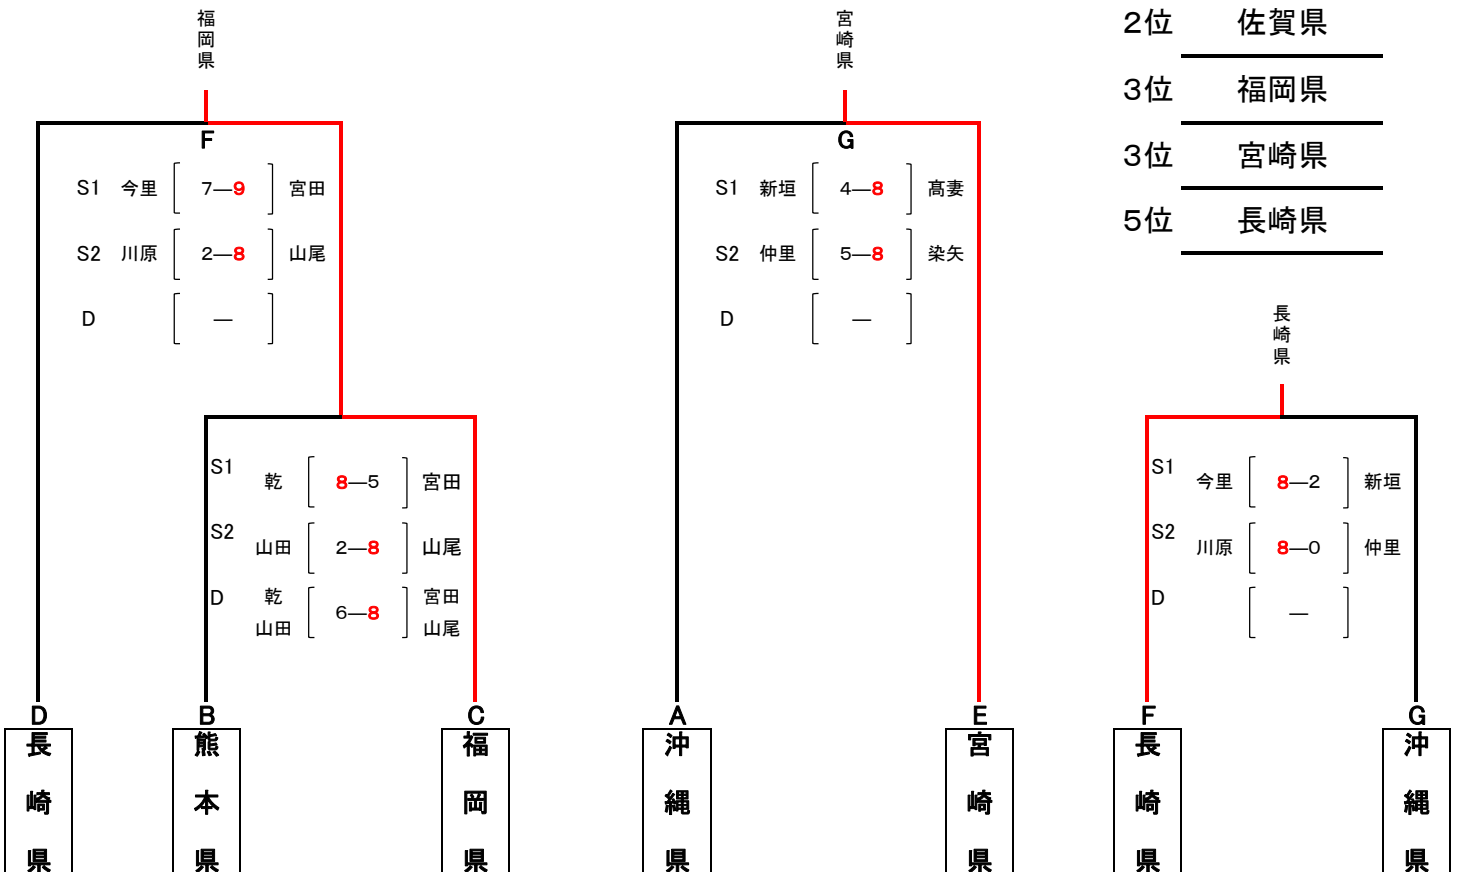 福岡県
F
S1 今里 7—9 宮田
S2 川原 2—8 山尾
D —
S1 乾 8—5 宮田
S2 山田 2—8 山尾
D 乾 山田 6—8 宮田 山尾
D 長崎県
B 熊本県
C 福岡県
宮崎県
G
S1 新垣 4—8 髙妻
S2 仲里 5—8 染矢
D —
A 沖縄県
E 宮崎県
2位 佐賀県
3位 福岡県
3位 宮崎県
5位 長崎県
長崎県
S1 今里 8—2 新垣
S2 川原 8—0 仲里
D —
F 長崎県
G 沖縄県